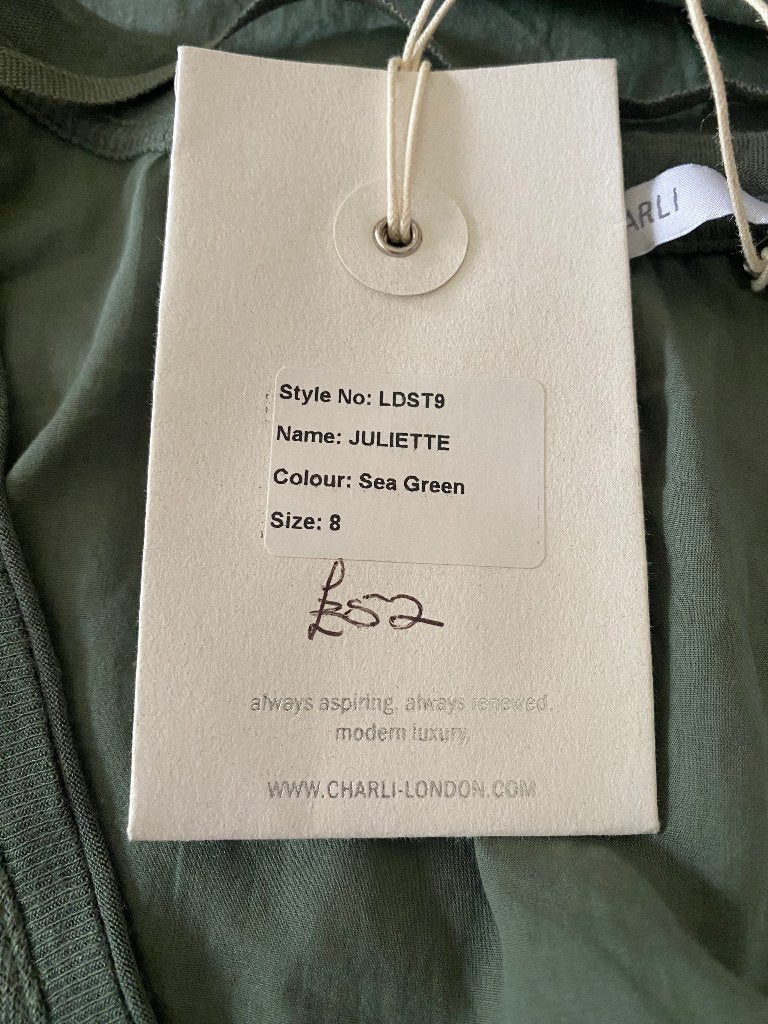 ARLI
Style No: LDST9
Name: JULIETTE
Colour: Sea Green
Size: 8
£52
always aspiring. always renewed.
modern luxury.
WWW.CHARLI-LONDON.COM